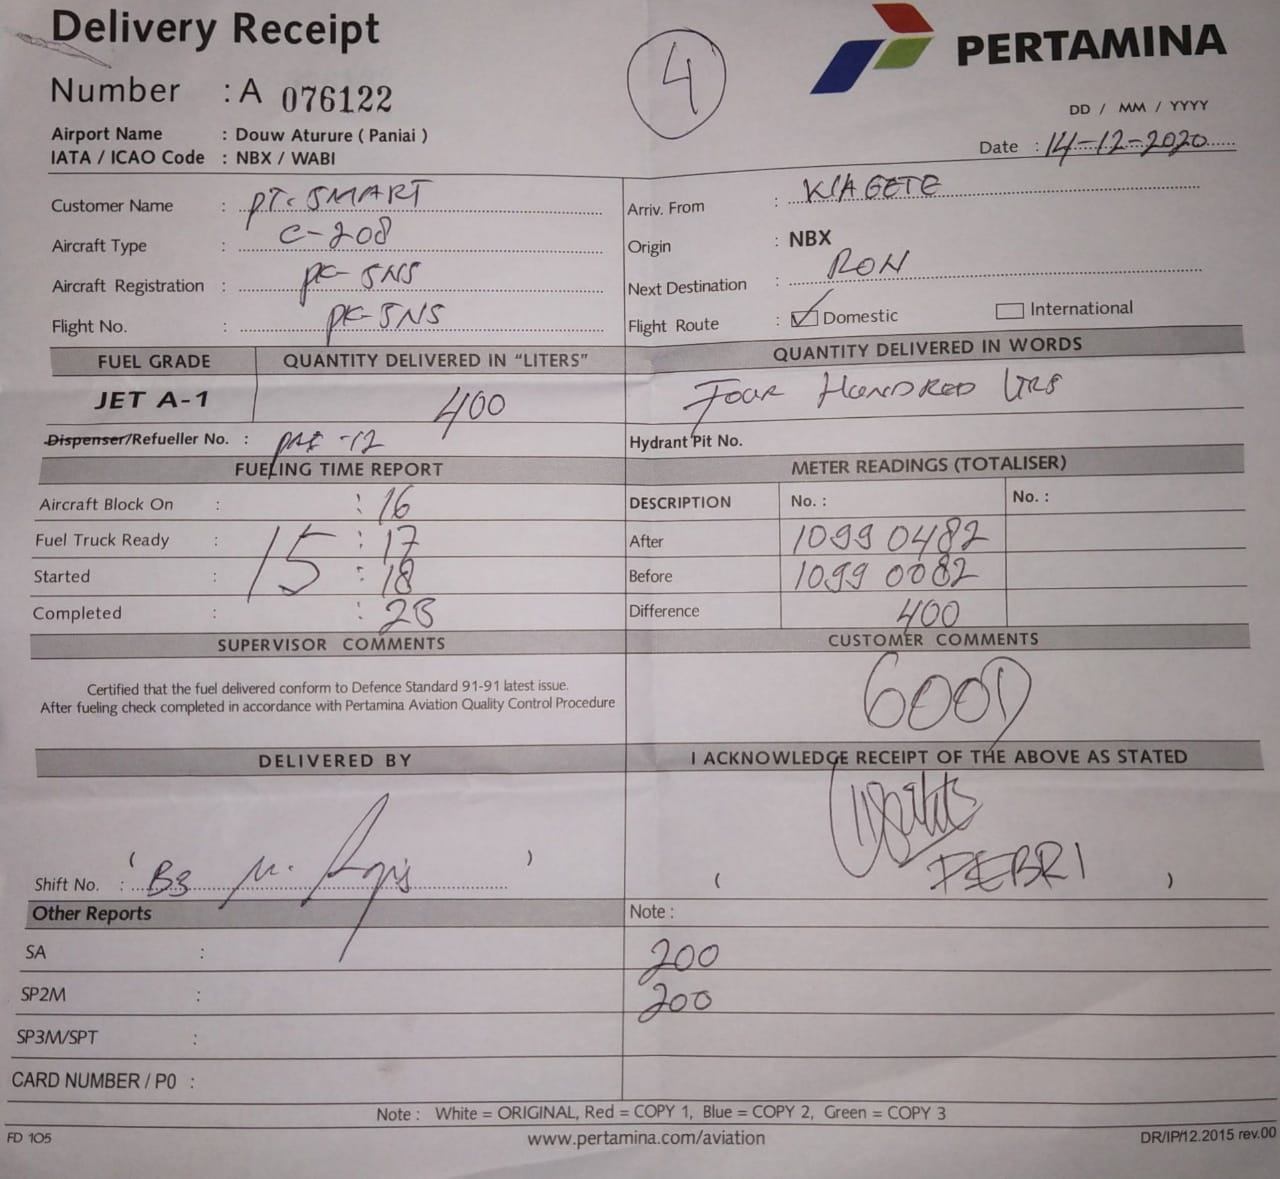 Delivery Receipt
4
PERTAMINA
Number : A 076122
DD / MM / YYYY
Airport Name : Douw Aturure ( Paniai )
IATA / ICAO Code : NBX / WABI
Date : 14-12-2020
Customer Name : PT. SMART
Arriv. From : KIAGETE
Aircraft Type : C-208
Origin : NBX
Aircraft Registration : PK-SNS
Next Destination : RON
Flight No. : PK-SNS
Flight Route : Domestic International
FUEL GRADE QUANTITY DELIVERED IN "LITERS" QUANTITY DELIVERED IN WORDS
JET A-1 400 FOUR HUNDRED LTRS
Dispenser/Refueller No. : -12 Hydrant Pit No.
FUELING TIME REPORT METER READINGS (TOTALISER)
Aircraft Block On : : 16 DESCRIPTION No. : No. :
Fuel Truck Ready : 15 : 17 After 1099 0482
Started : : 18 Before 1099 0082
Completed : : 23 Difference 400
SUPERVISOR COMMENTS CUSTOMER COMMENTS
Certified that the fuel delivered conform to Defence Standard 91-91 latest issue.
After fueling check completed in accordance with Pertamina Aviation Quality Control Procedure
GOOD
DELIVERED BY I ACKNOWLEDGE RECEIPT OF THE ABOVE AS STATED
( ) ( FEBRI )
Shift No. : B3 M.
Other Reports Note :
SA : 200
SP2M : 200
SP3M/SPT :
CARD NUMBER / P0 :
Note : White = ORIGINAL, Red = COPY 1, Blue = COPY 2, Green = COPY 3
FD 105 www.pertamina.com/aviation DR/IP/12.2015 rev.00